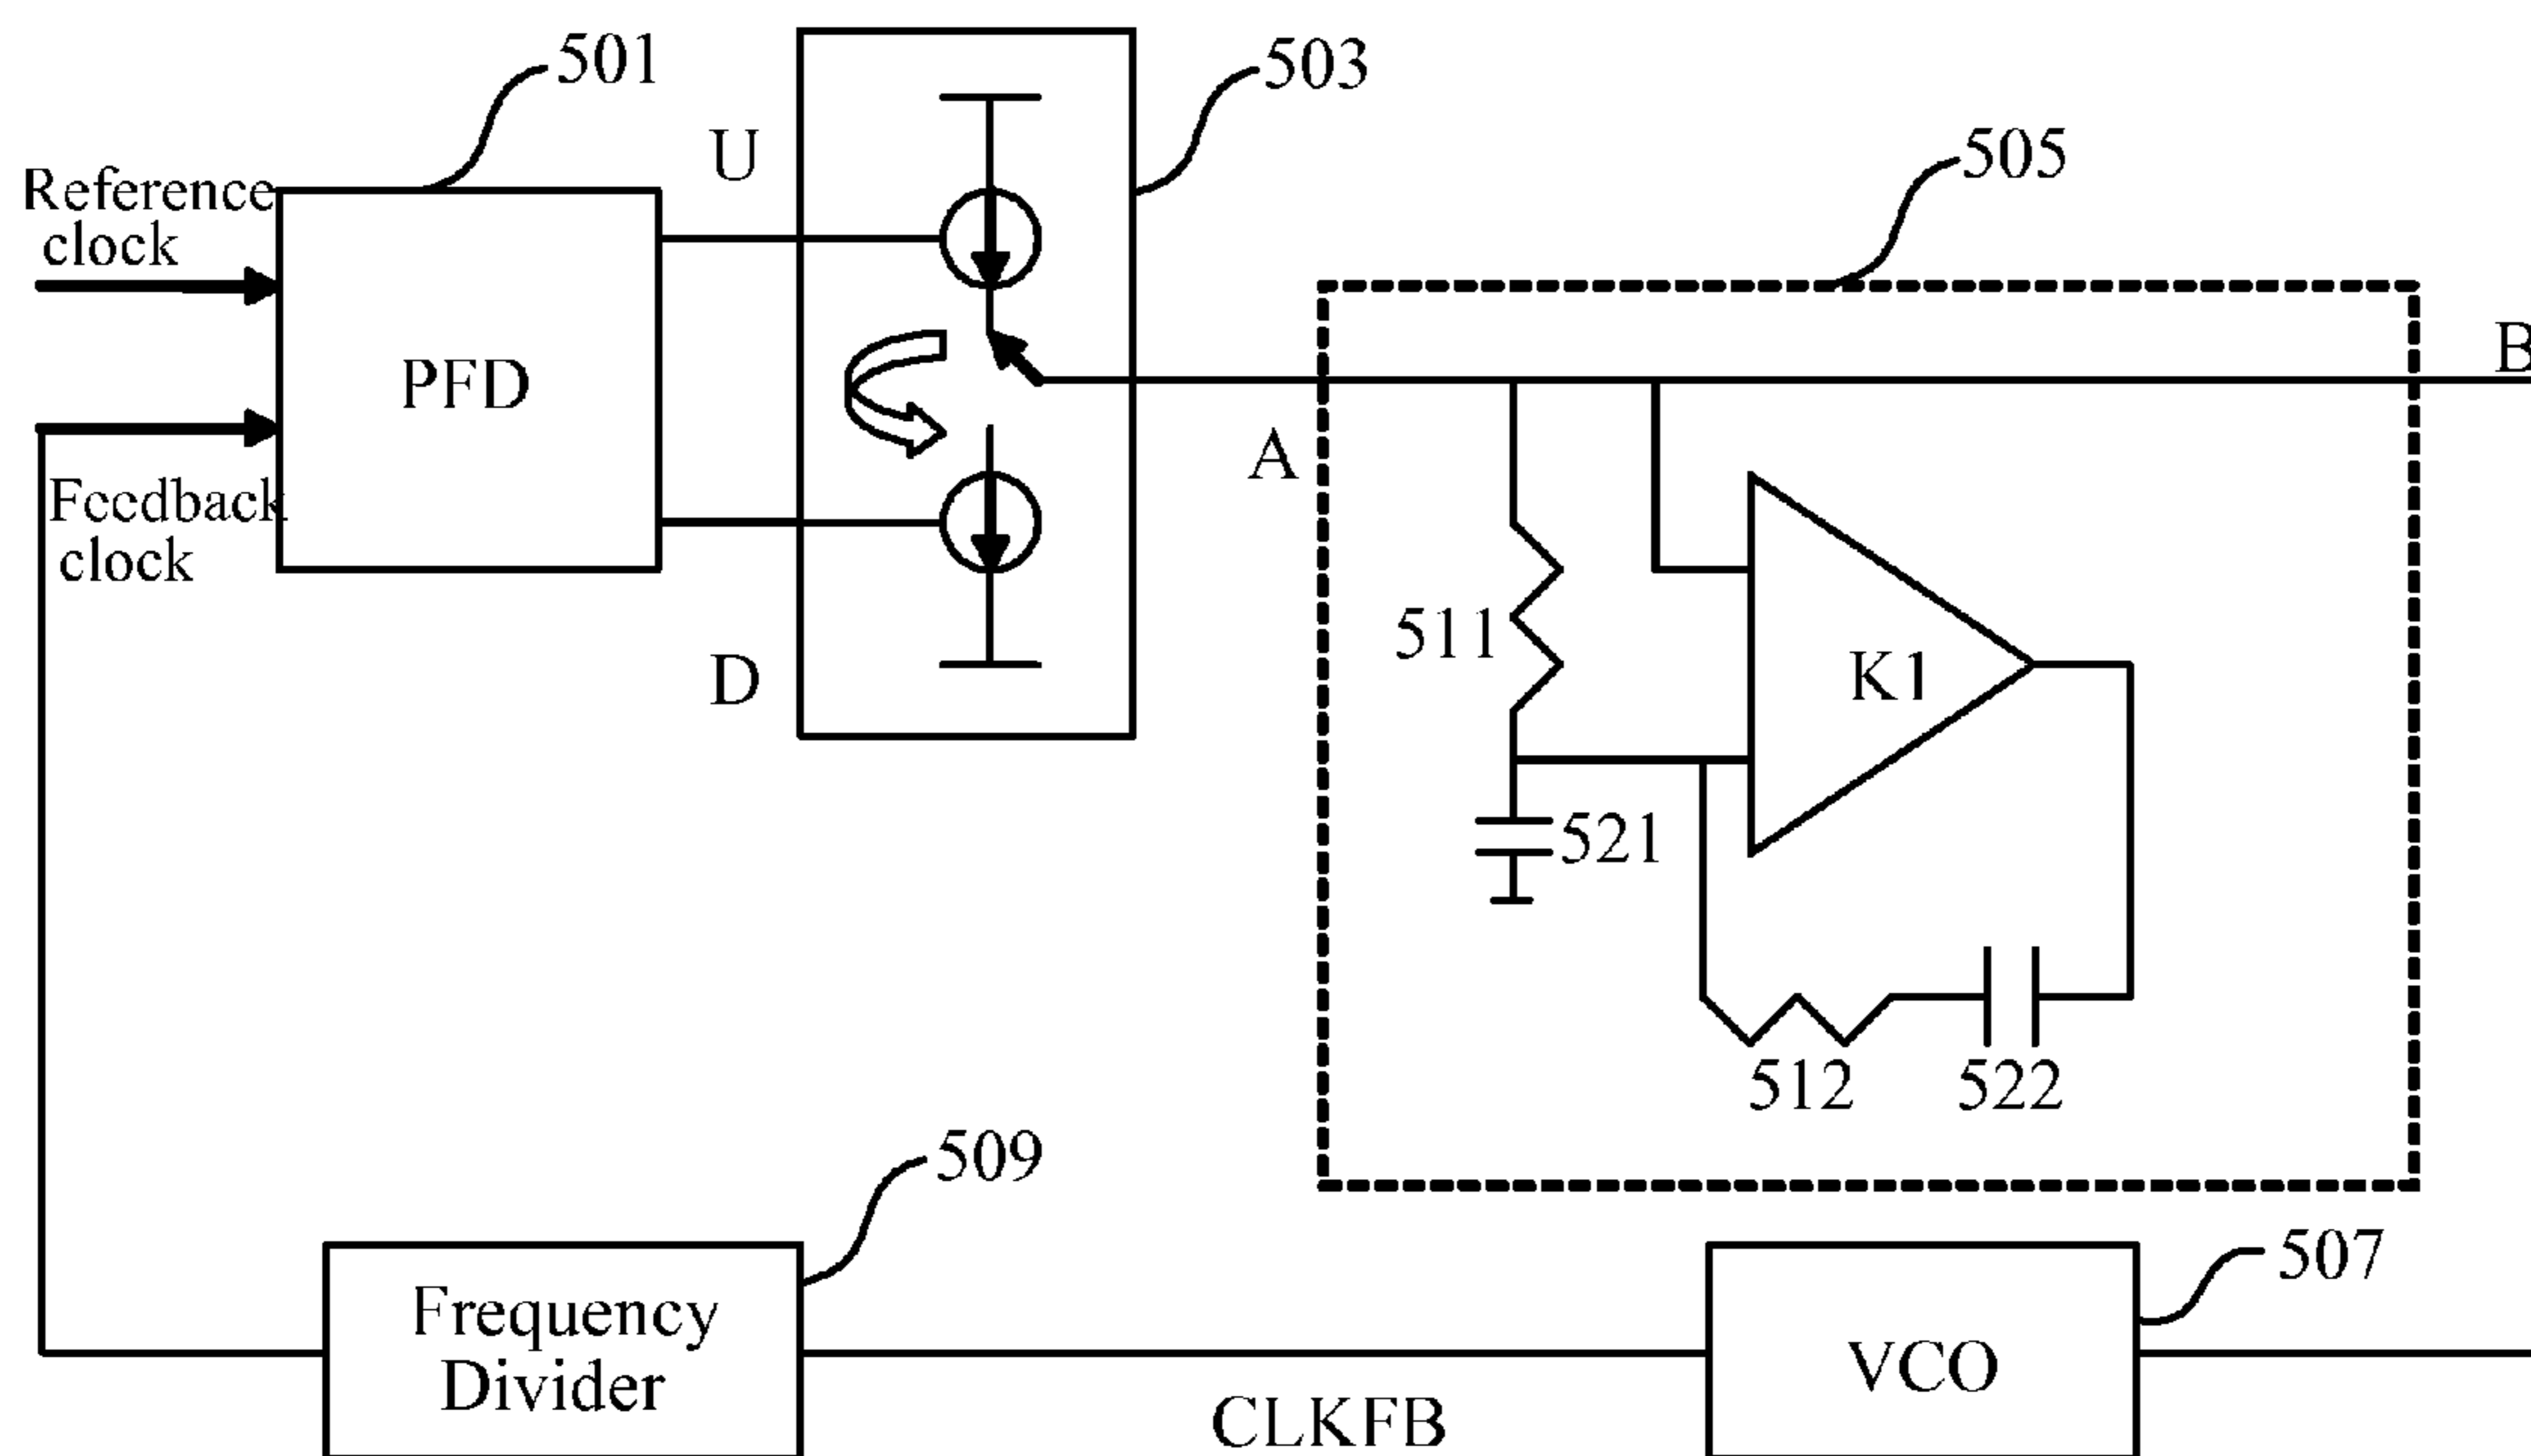 501
503
U
505
Reference
clock
B
PFD
A
Feedback
clock
511
K1
D
521
512
522
509
507
Frequency
Divider
VCO
CLKFB